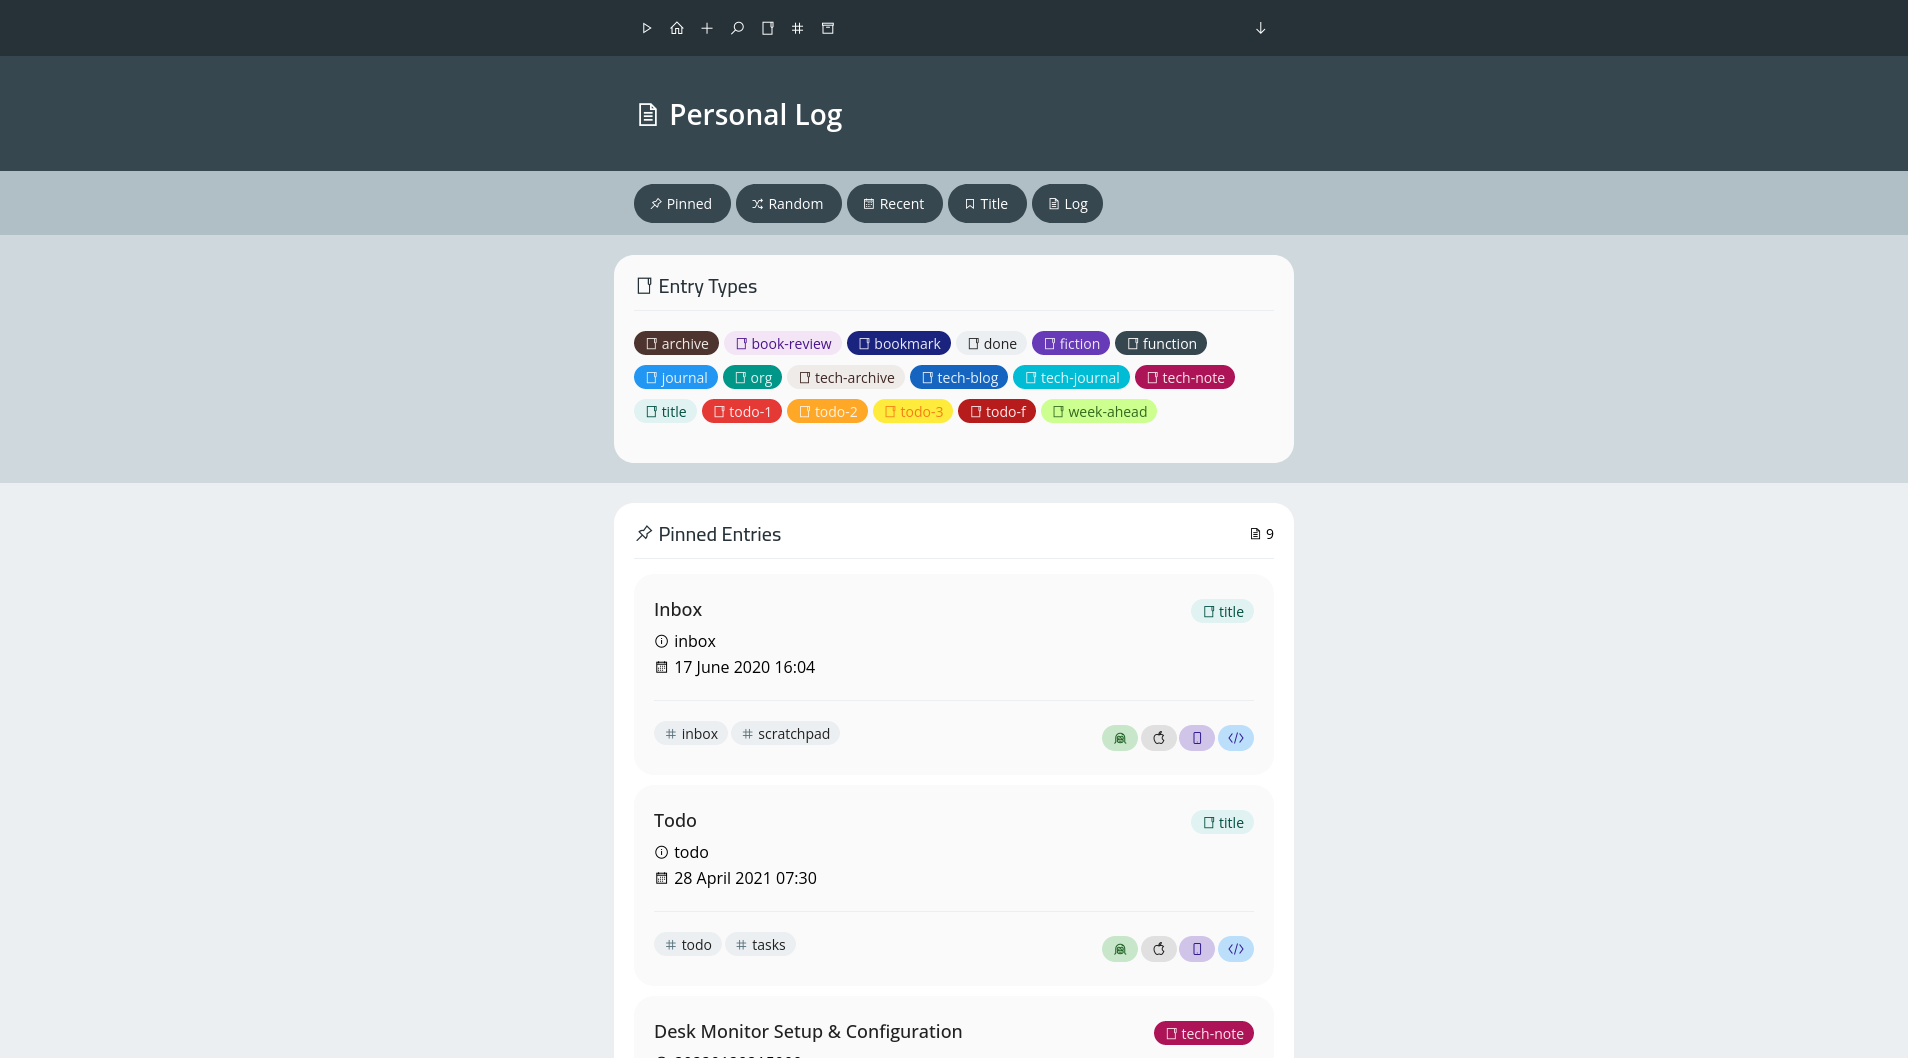 Personal Log
Pinned Random Recent Title Log
Entry Types
archive book-review bookmark done fiction function
journal org tech-archive tech-blog tech-journal tech-note
title todo-1 todo-2 todo-3 todo-f week-ahead
Pinned Entries 9
Inbox title
inbox
17 June 2020 16:04
# inbox # scratchpad
Todo title
todo
28 April 2021 07:30
# todo # tasks
Desk Monitor Setup & Configuration tech-note